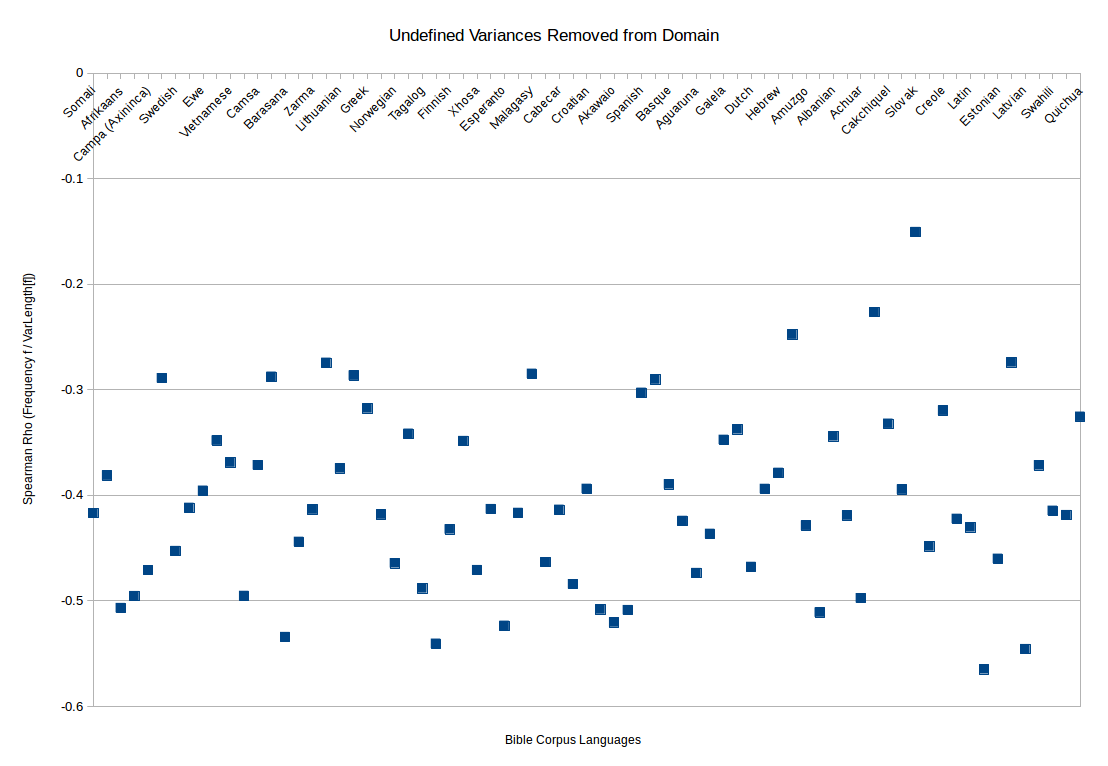 Undefined Variances Removed from Domain
0
-0.1
-0.2
-0.3
-0.4
-0.5
-0.6
Spearman Rho (Frequency f / VarLength[f])
Somali
Afrikaans
Campa (Axininca)
Swedish
Ewe
Vietnamese
Camsa
Barasana
Zarma
Lithuanian
Greek
Norwegian
Tagalog
Finnish
Xhosa
Esperanto
Malagasy
Cabecar
Croatian
Akawaio
Spanish
Basque
Aguaruna
Galela
Dutch
Hebrew
Amuzgo
Albanian
Achuar
Cakchiquel
Slovak
Creole
Latin
Estonian
Latvian
Swahili
Quichua
Bible Corpus Languages